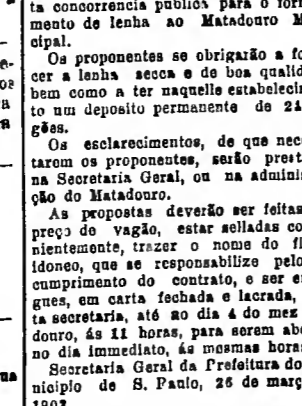 ta concorrencia publica para o for
mento de lenha ao Matadouro M
cipal.
Os proponentes se obrigarão a fo
cer a lenha secca e de boa qualid
bem como a ter naquelle estabeleci
to um deposito permanente de
gões.
Os esclarecimentos, de que nec
tarem os proponentes, serão prest
na Secretaria Geral, ou na adminis
ção do Matadouro.
As propostas deverão ser feitas
preço de vagão, estar selladas co
nientemente, trazer o nome do fi
idoneo, que se responsabilize pelo
cumprimento do contrato, e ser en
gues, em carta fechada e lacrada,
ta secretaria, até ao dia 4 do mez
douro, ás 11 horas, para serem abe
no dia immediato, ás mesmas horas
Secretaria Geral da Prefeitura do
nicipio de S. Paulo, 26 de març